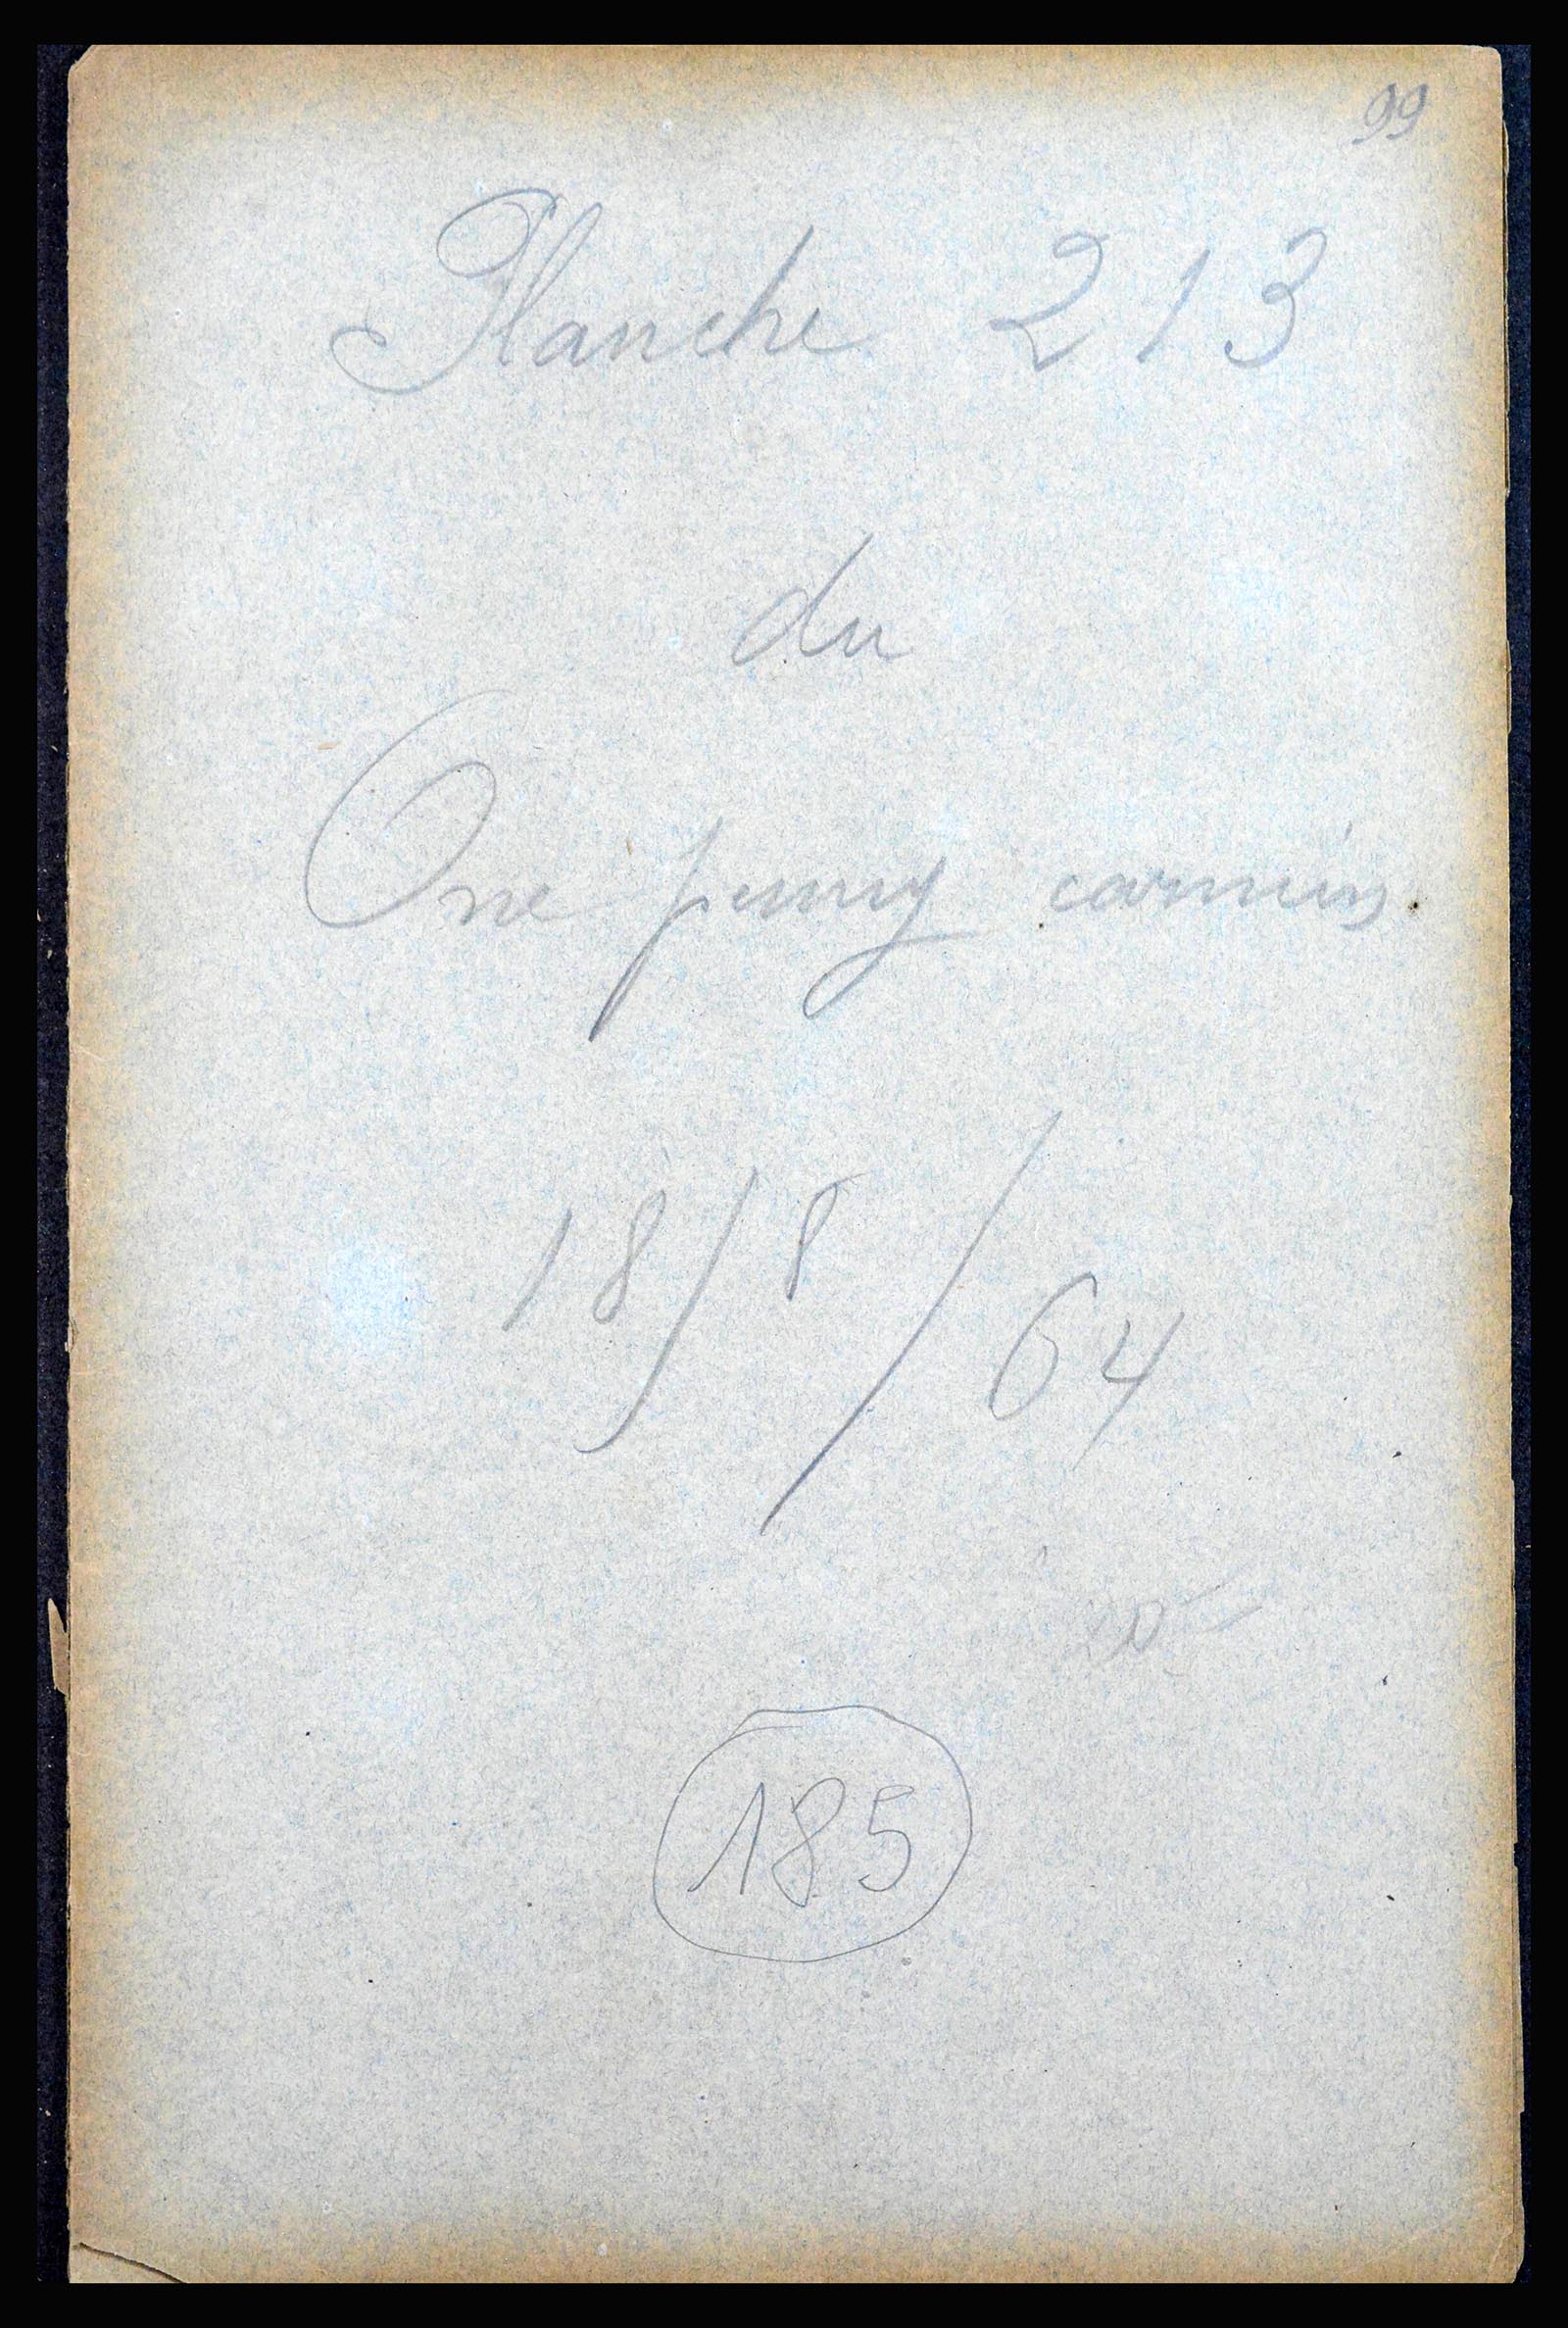 99
Planche 213
du
One penny carmin
18/8/64
185